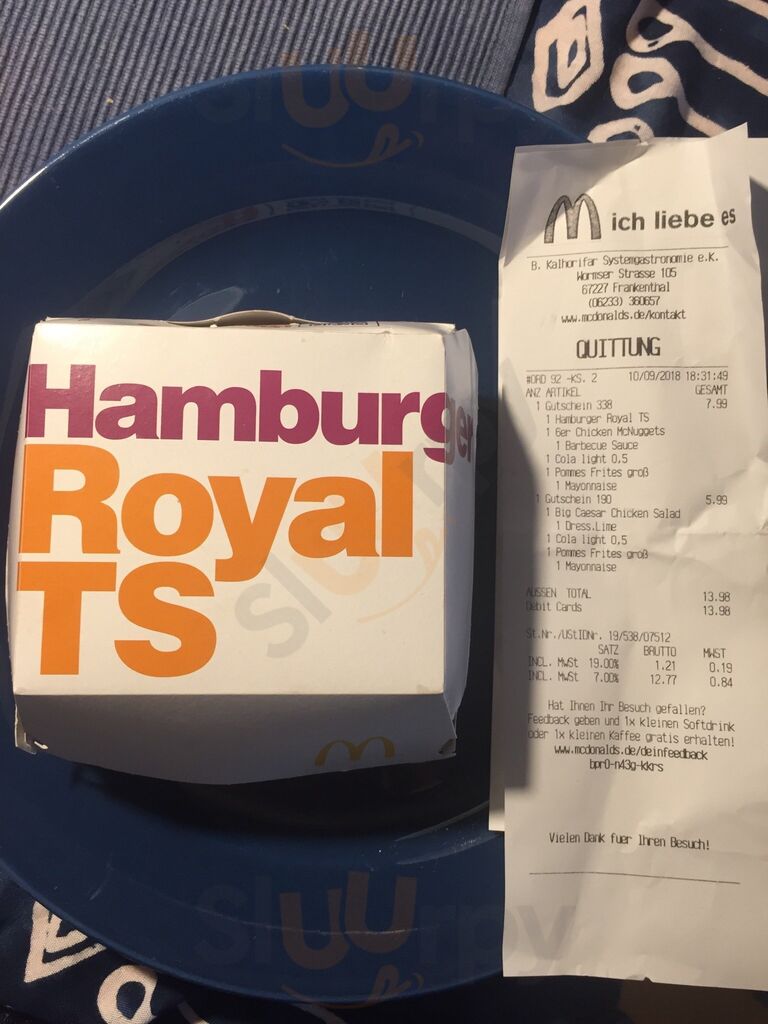 Hamburger
Royal
TS
ich liebe es
B. Kalhorifar Systemgastronomie e.K.
Wormser Strasse 105
67227 Frankenthal
(06233) 360657
www.mcdonalds.de/kontakt
QUITTUNG
#ORD 92 -KS. 2 10/09/2018 18:31:49
ANZ ARTIKEL GESAMT
1 Gutschein 338 7.99
1 Hamburger Royal TS
1 6er Chicken McNuggets
1 Barbecue Sauce
1 Cola light 0,5
1 Pommes Frites groß
1 Mayonnaise
1 Gutschein 190 5.99
1 Big Caesar Chicken Salad
1 Dress.Lime
1 Cola light 0,5
1 Pommes Frites groß
1 Mayonnaise
AUSSEN TOTAL 13.98
Debit Cards 13.98
St.Nr./UStIDNr. 19/538/07512
SATZ BRUTTO MWST
INCL. MwSt 19.00% 1.21 0.19
INCL. MwSt 7.00% 12.77 0.84
Hat Ihnen Ihr Besuch gefallen?
Feedback geben und 1x kleinen Softdrink
oder 1x kleinen Kaffee gratis erhalten!
www.mcdonalds.de/deinfeedback
bpr0-n43g-kkrs
Vielen Dank fuer Ihren Besuch!
sluurpy
sluurpy
sluurpy